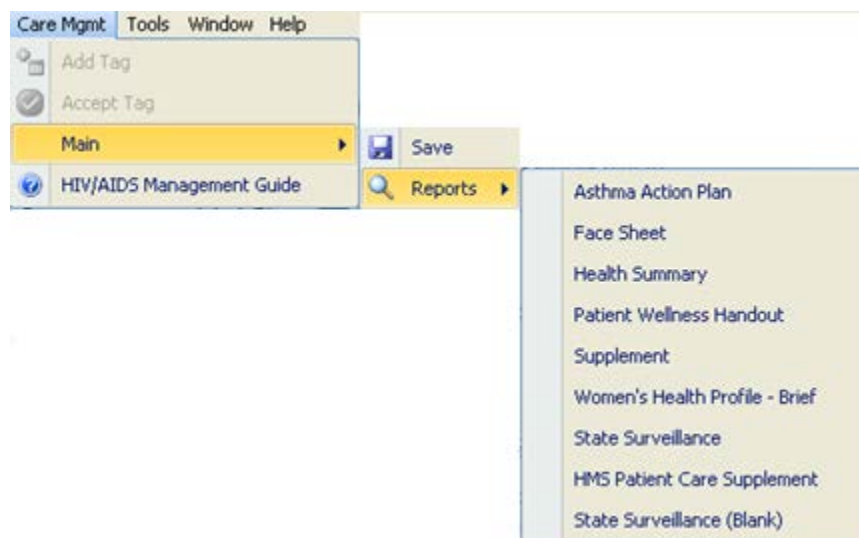 Care Mgmt Tools Window Help
Add Tag
Accept Tag
Main
HIV/AIDS Management Guide
Save
Reports
Asthma Action Plan
Face Sheet
Health Summary
Patient Wellness Handout
Supplement
Women's Health Profile - Brief
State Surveillance
HMS Patient Care Supplement
State Surveillance (Blank)